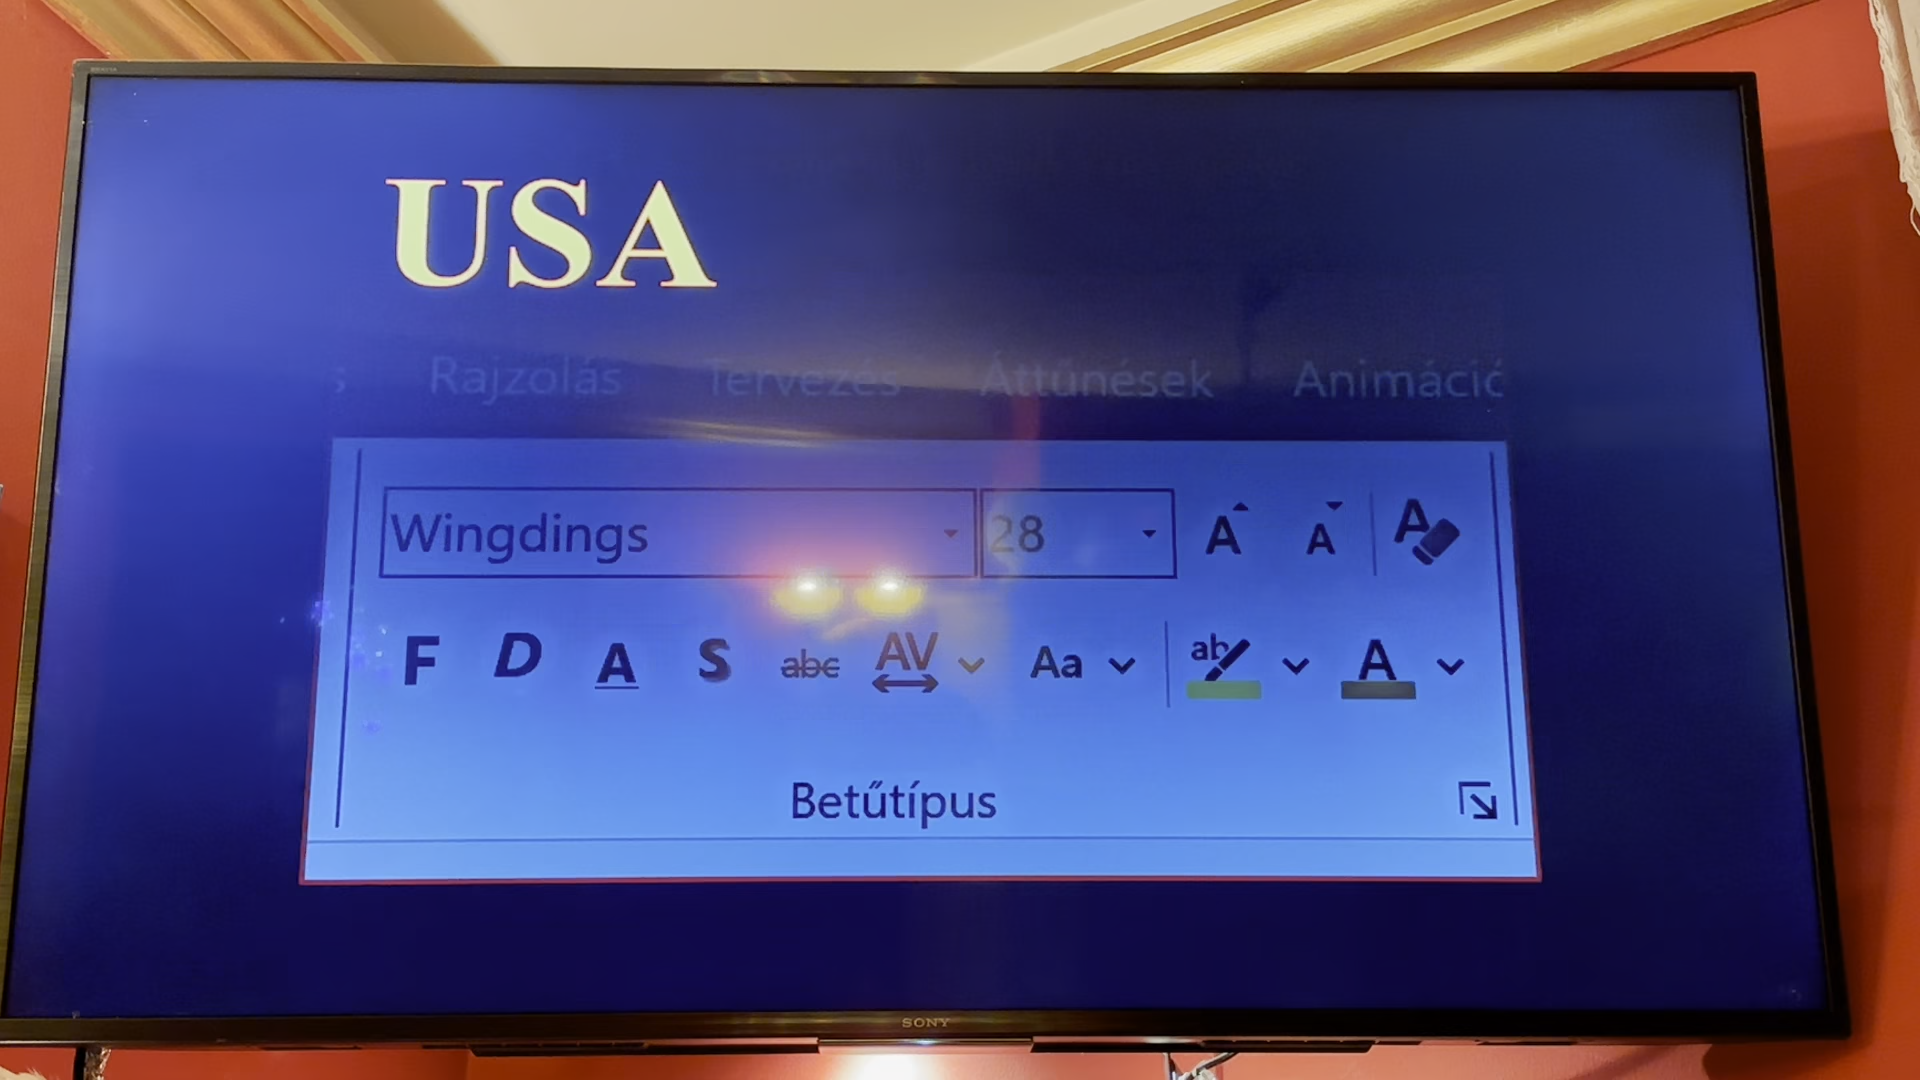 USA
Rajzolás Tervezés Áttűnések Animáció
Wingdings 28 A A A
F D A S abc AV Aa ab A
Betűtípus
SONY